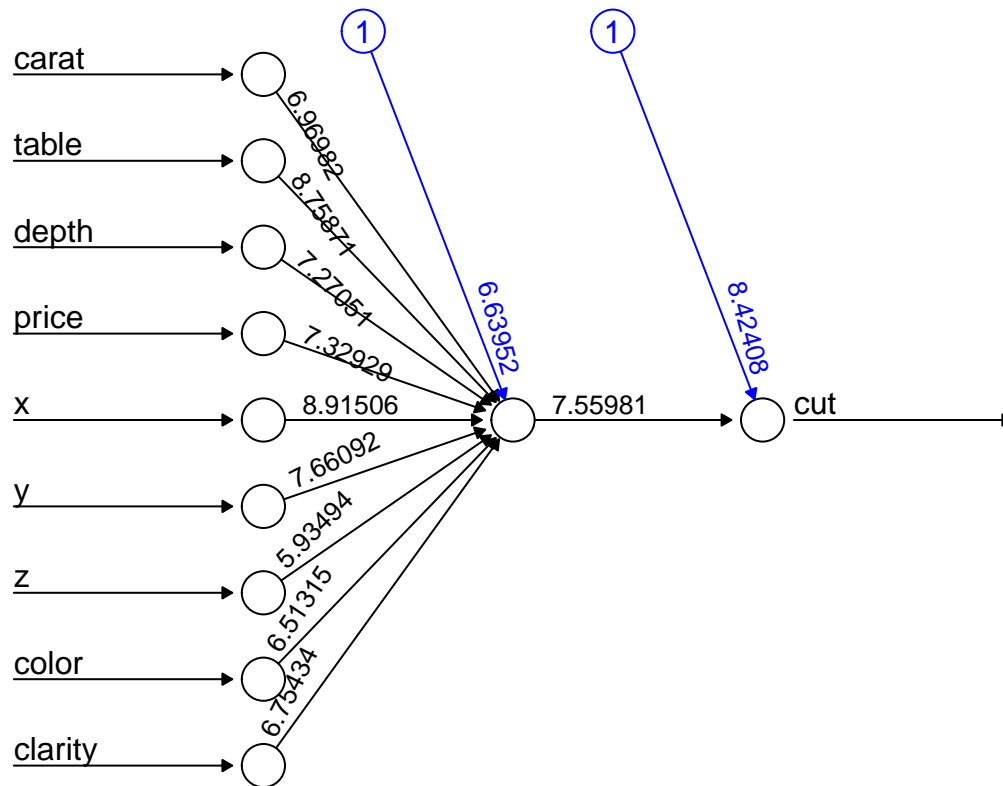 1
1
carat
6.96982
table
8.75871
depth
7.27051
price
7.32929
6.63952
8.42408
x
8.91506
7.55981
cut
y
7.66092
z
5.93494
color
6.51315
clarity
6.75434